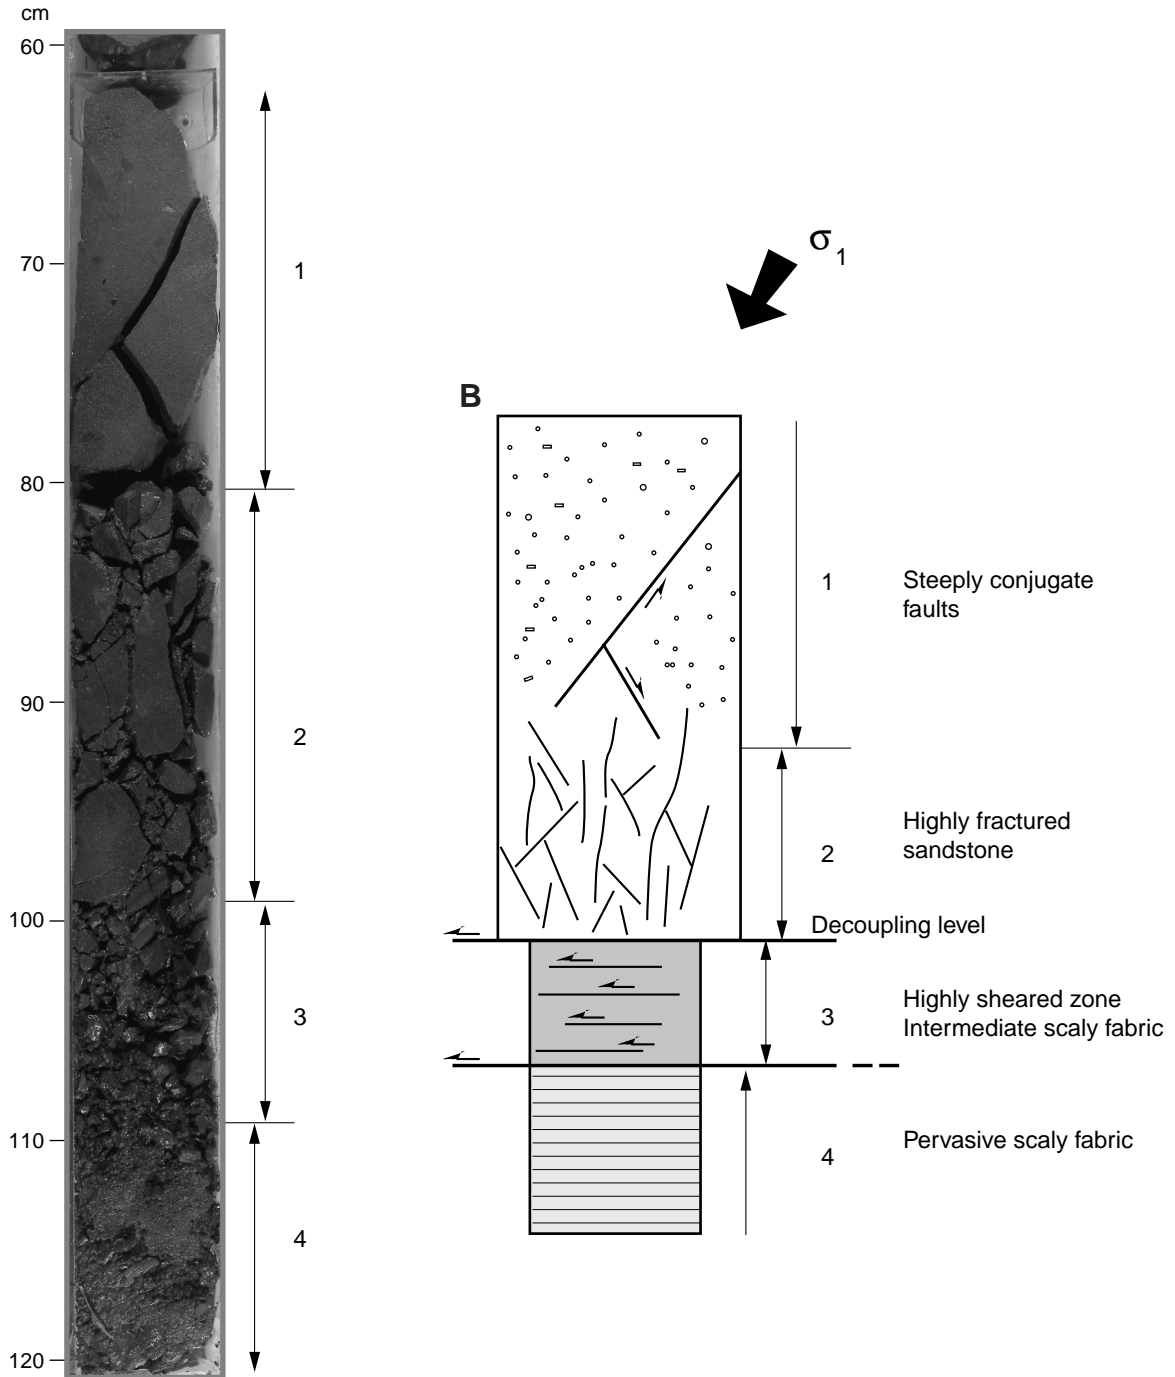 cm
60
70
80
90
100
110
120
1
2
3
4
σ1
B
1
Steeply conjugate
faults
2
Highly fractured
sandstone
Decoupling level
3
Highly sheared zone
Intermediate scaly fabric
4
Pervasive scaly fabric